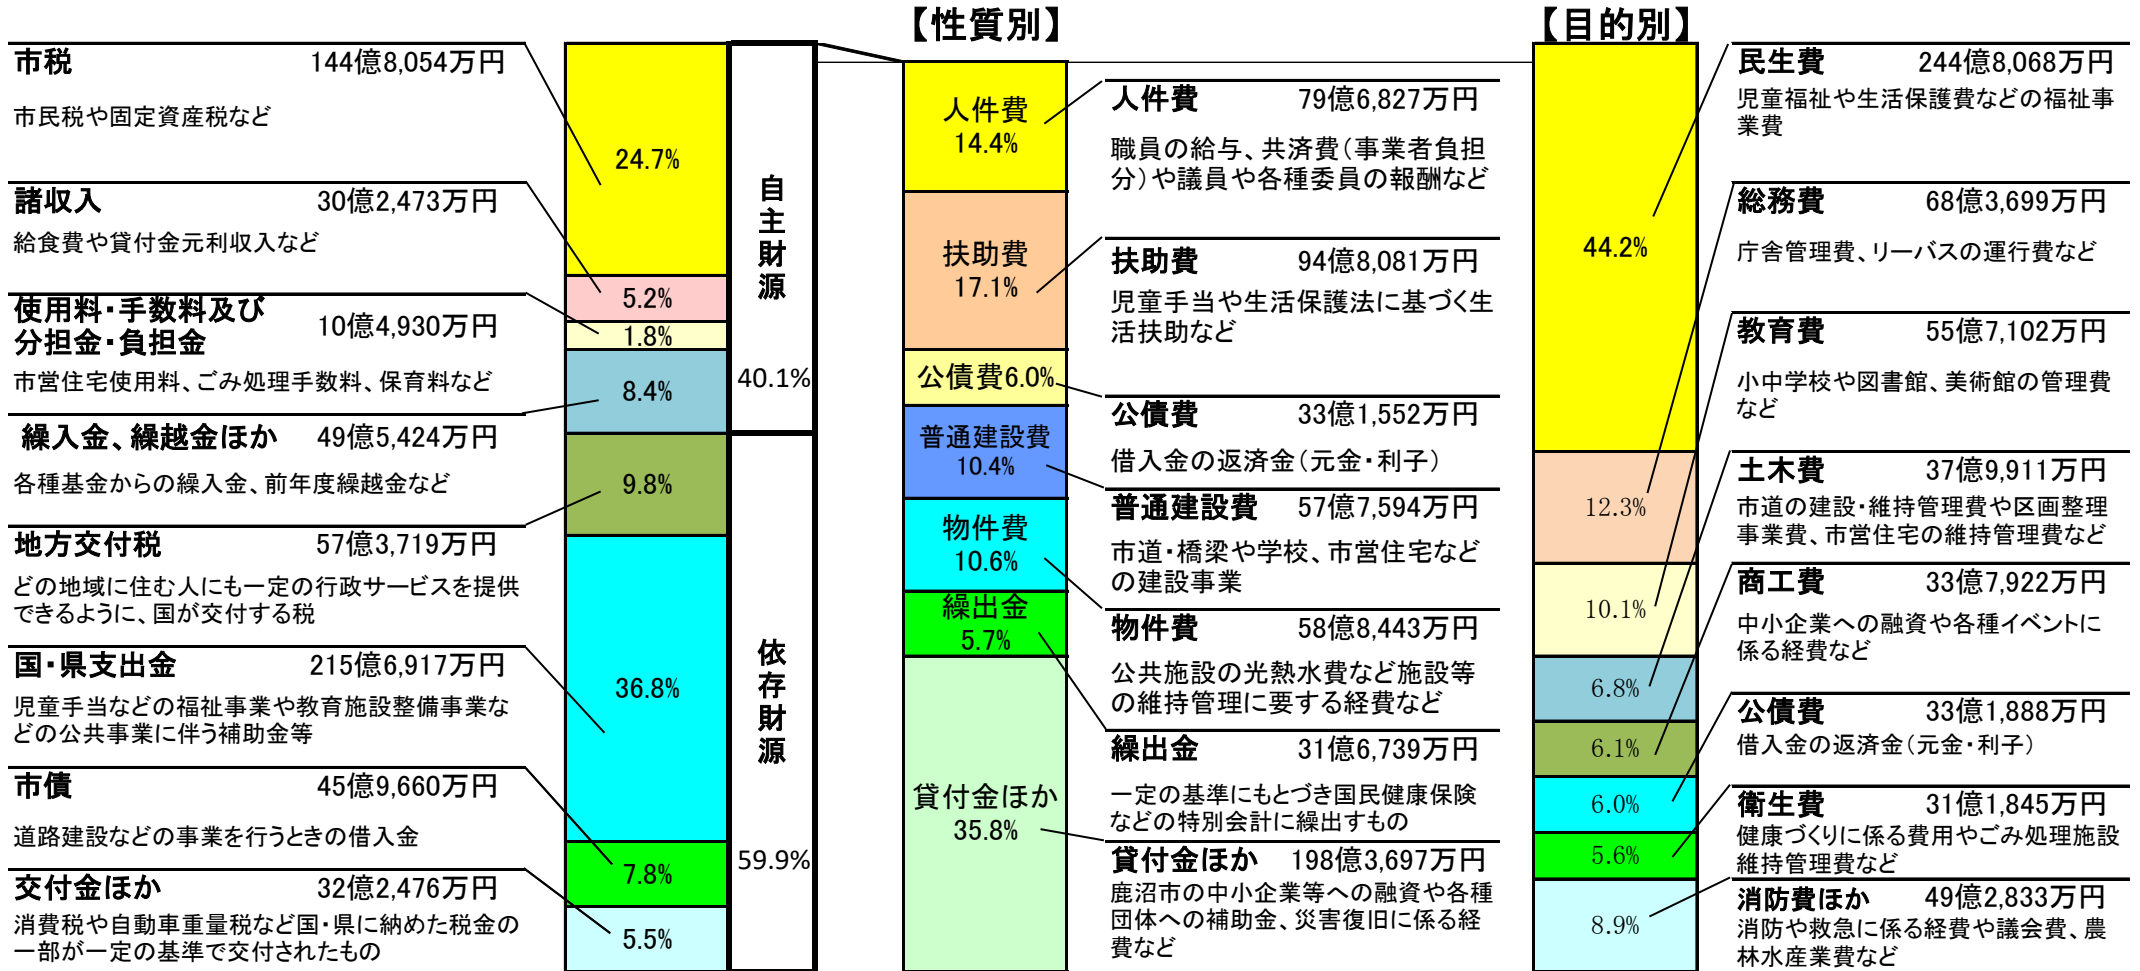 【性質別】
【目的別】
市税 144億8,054万円
市民税や固定資産税など
諸収入 30億2,473万円
給食費や貸付金元利収入など
使用料・手数料及び
分担金・負担金 10億4,930万円
市営住宅使用料、ごみ処理手数料、保育料など
繰入金、繰越金ほか 49億5,424万円
各種基金からの繰入金、前年度繰越金など
地方交付税 57億3,719万円
どの地域に住む人にも一定の行政サービスを提供
できるように、国が交付する税
国・県支出金 215億6,917万円
児童手当などの福祉事業や教育施設整備事業な
どの公共事業に伴う補助金等
市債 45億9,660万円
道路建設などの事業を行うときの借入金
交付金ほか 32億2,476万円
消費税や自動車重量税など国・県に納めた税金の
一部が一定の基準で交付されたもの
24.7%
5.2%
1.8%
8.4%
9.8%
36.8%
7.8%
5.5%
自主財源
40.1%
依存財源
59.9%
人件費
14.4%
扶助費
17.1%
公債費6.0%
普通建設費
10.4%
物件費
10.6%
繰出金
5.7%
貸付金ほか
35.8%
人件費 79億6,827万円
職員の給与、共済費（事業者負担
分）や議員や各種委員の報酬など
扶助費 94億8,081万円
児童手当や生活保護法に基づく生
活扶助など
公債費 33億1,552万円
借入金の返済金（元金・利子）
普通建設費 57億7,594万円
市道・橋梁や学校、市営住宅など
の建設事業
物件費 58億8,443万円
公共施設の光熱水費など施設等
の維持管理に要する経費など
繰出金 31億6,739万円
一定の基準にもとづき国民健康保険
などの特別会計に繰出すもの
貸付金ほか 198億3,697万円
鹿沼市の中小企業等への融資や各種
団体への補助金、災害復旧に係る経
費など
44.2%
12.3%
10.1%
6.8%
6.1%
6.0%
5.6%
8.9%
民生費 244億8,068万円
児童福祉や生活保護費などの福祉事
業費
総務費 68億3,699万円
庁舎管理費、リーバスの運行費など
教育費 55億7,102万円
小中学校や図書館、美術館の管理費
など
土木費 37億9,911万円
市道の建設・維持管理費や区画整理
事業費、市営住宅の維持管理費など
商工費 33億7,922万円
中小企業への融資や各種イベントに
係る経費など
公債費 33億1,888万円
借入金の返済金（元金・利子）
衛生費 31億1,845万円
健康づくりに係る費用やごみ処理施設
維持管理費など
消防費ほか 49億2,833万円
消防や救急に係る経費や議会費、農
林水産業費など